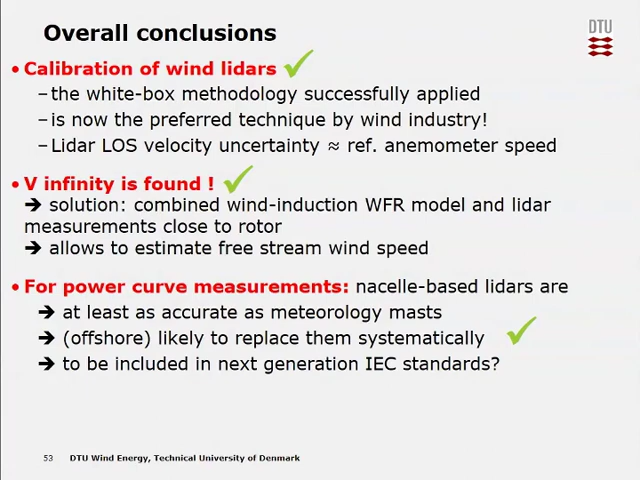 Overall conclusions
DTU
• Calibration of wind lidars
–the white-box methodology successfully applied
–is now the preferred technique by wind industry!
–Lidar LOS velocity uncertainty ≈ ref. anemometer speed
• V infinity is found !
➔ solution: combined wind-induction WFR model and lidar
measurements close to rotor
➔ allows to estimate free stream wind speed
• For power curve measurements: nacelle-based lidars are
➔ at least as accurate as meteorology masts
➔ (offshore) likely to replace them systematically
➔ to be included in next generation IEC standards?
53 DTU Wind Energy, Technical University of Denmark